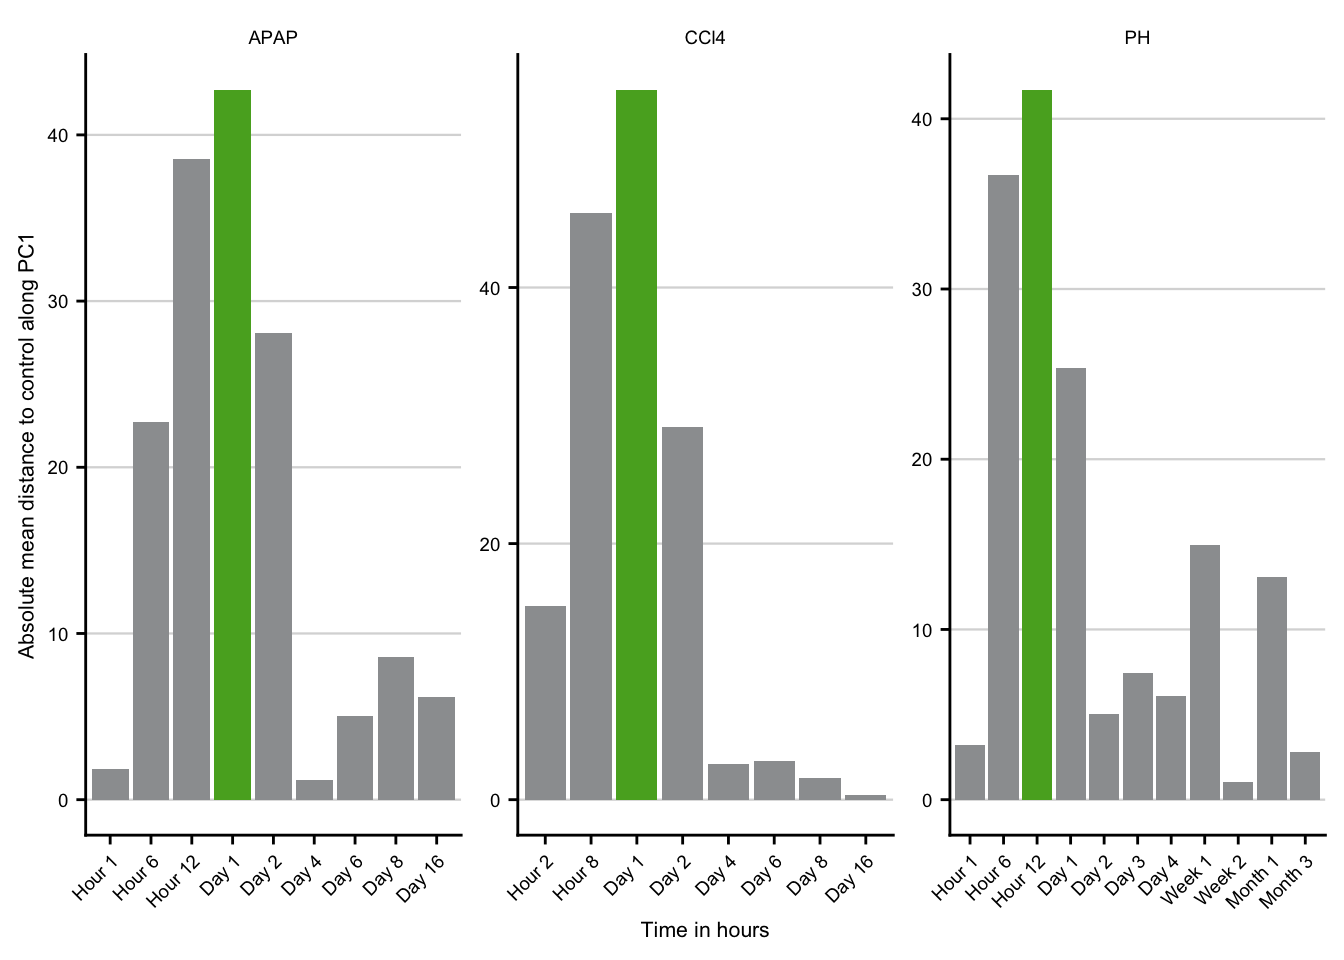 APAP
CCl4
PH
Absolute mean distance to control along PC1
40
30
20
10
0
40
20
0
40
30
20
10
0
Hour 1
Hour 6
Hour 12
Day 1
Day 2
Day 4
Day 6
Day 8
Day 16
Hour 2
Hour 8
Day 1
Day 2
Day 4
Day 6
Day 8
Day 16
Hour 1
Hour 6
Hour 12
Day 1
Day 2
Day 3
Day 4
Week 1
Week 2
Month 1
Month 3
Time in hours